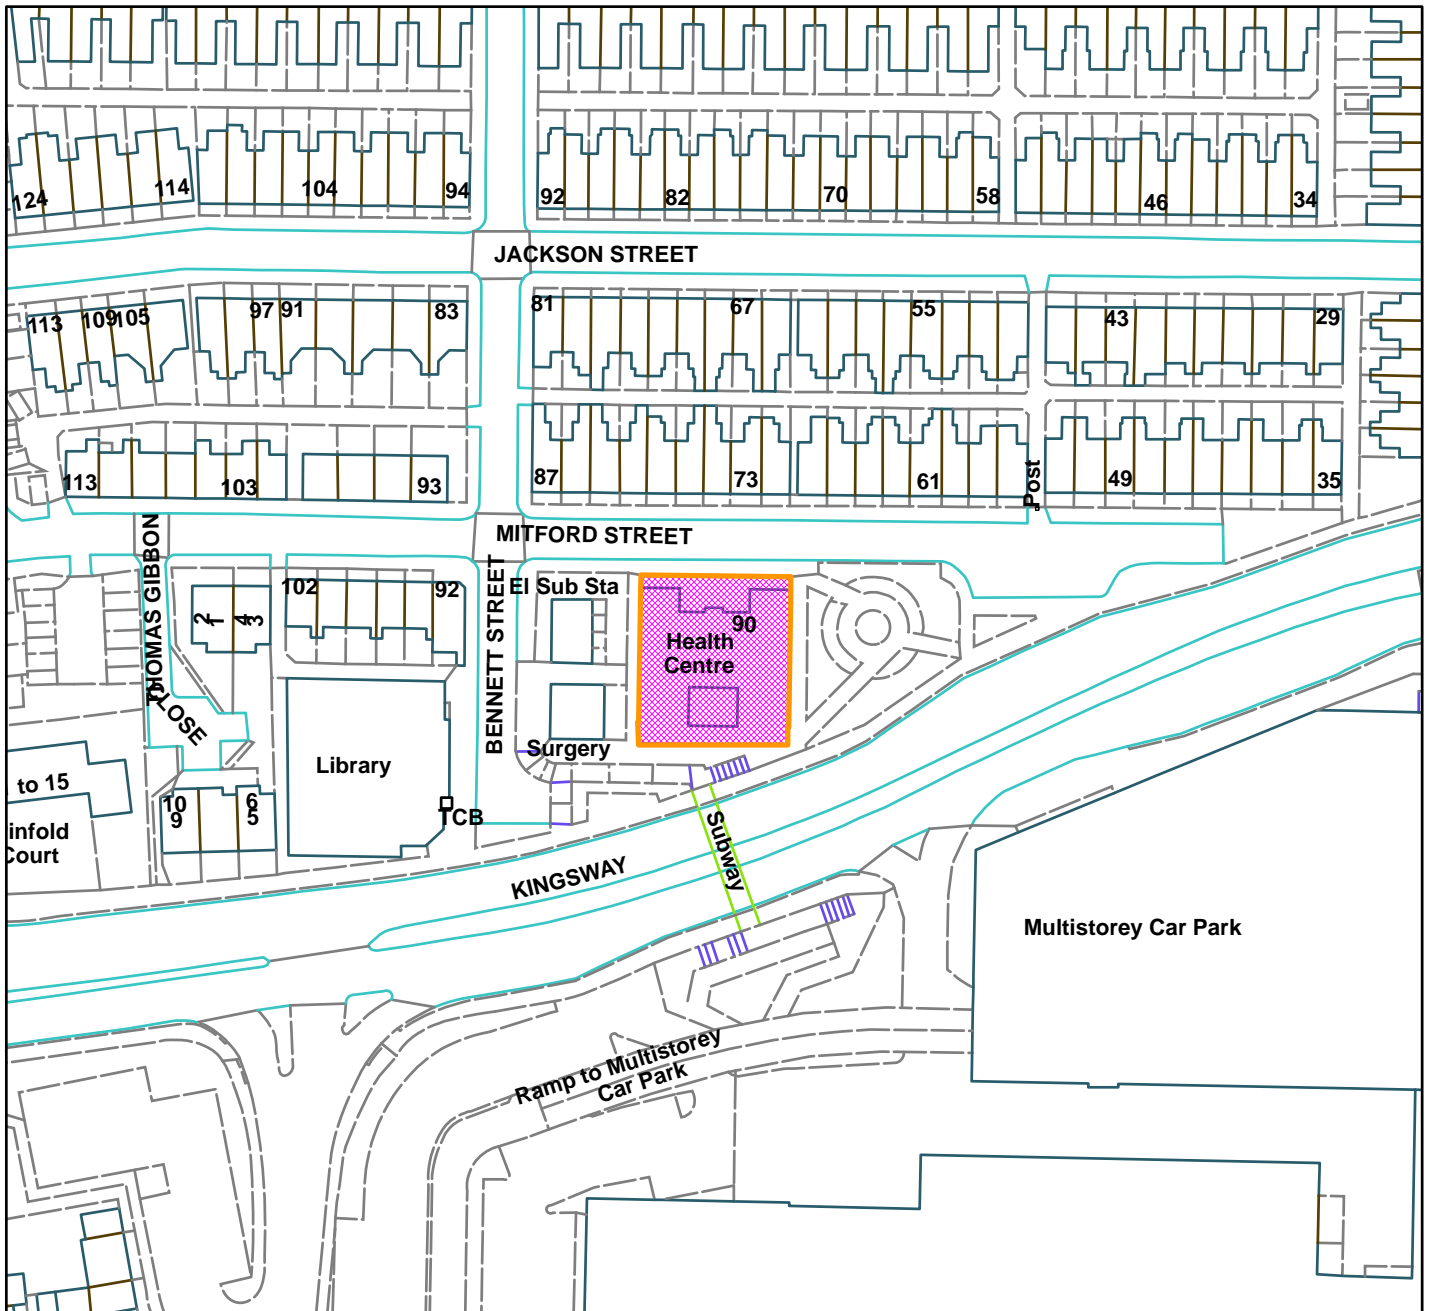 124
114
104
94
92
82
70
58
46
34
JACKSON STREET
113
109
105
97
91
83
81
67
55
43
29
113
103
93
87
73
61
Post
49
35
MITFORD STREET
THOMAS GIBBON
CLOSE
2
1
4
3
102
92
BENNETT STREET
El Sub Sta
90
Health
Centre
Surgery
Library
TCB
to 15
infold
Court
10
9
6
5
KINGSWAY
Subway
Multistorey Car Park
Ramp to Multistorey
Car Park